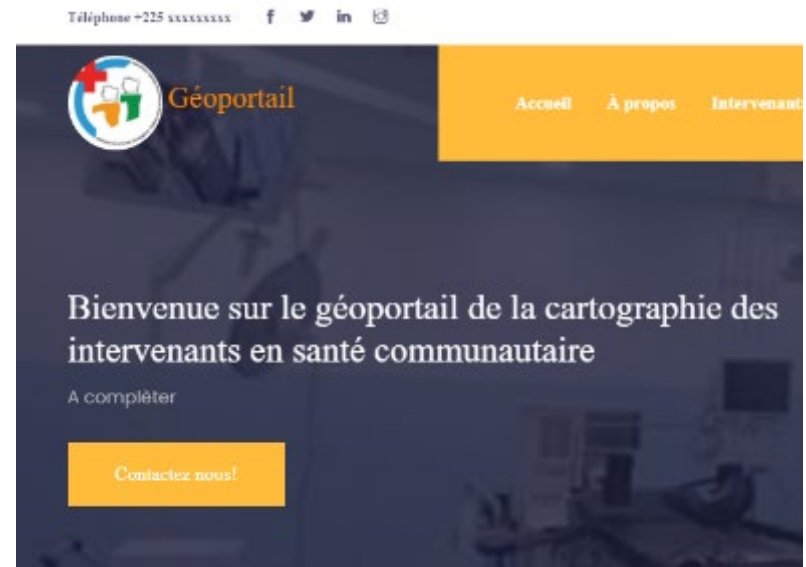 Téléphone +225 xxxxxxxxx
Géoportail
Accueil À propos Intervenant
Bienvenue sur le géoportail de la cartographie des
intervenants en santé communautaire
A complèter
Contactez nous!